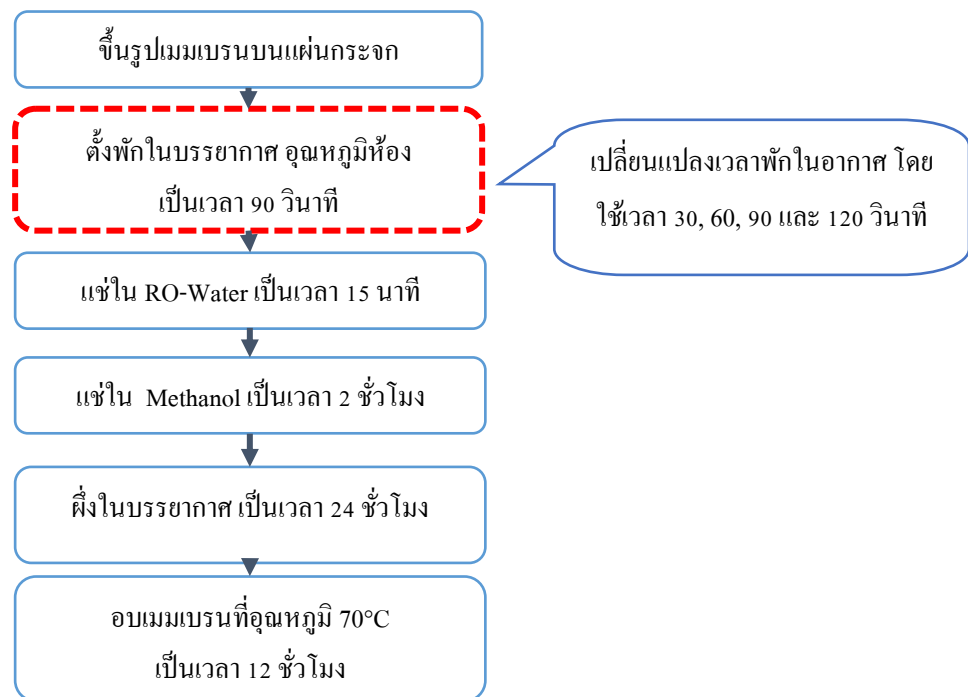 ขึ้นรูปเมมเบรนบนแผ่นกระจก
ตั้งพักในบรรยากาศ อุณหภูมิห้อง
เป็นเวลา 90 วินาที
เปลี่ยนแปลงเวลาพักในอากาศ โดย
ใช้เวลา 30, 60, 90 และ 120 วินาที
แช่ใน RO-Water เป็นเวลา 15 นาที
แช่ใน Methanol เป็นเวลา 2 ชั่วโมง
ผึ่งในบรรยากาศ เป็นเวลา 24 ชั่วโมง
อบเมมเบรนที่อุณหภูมิ 70°C
เป็นเวลา 12 ชั่วโมง